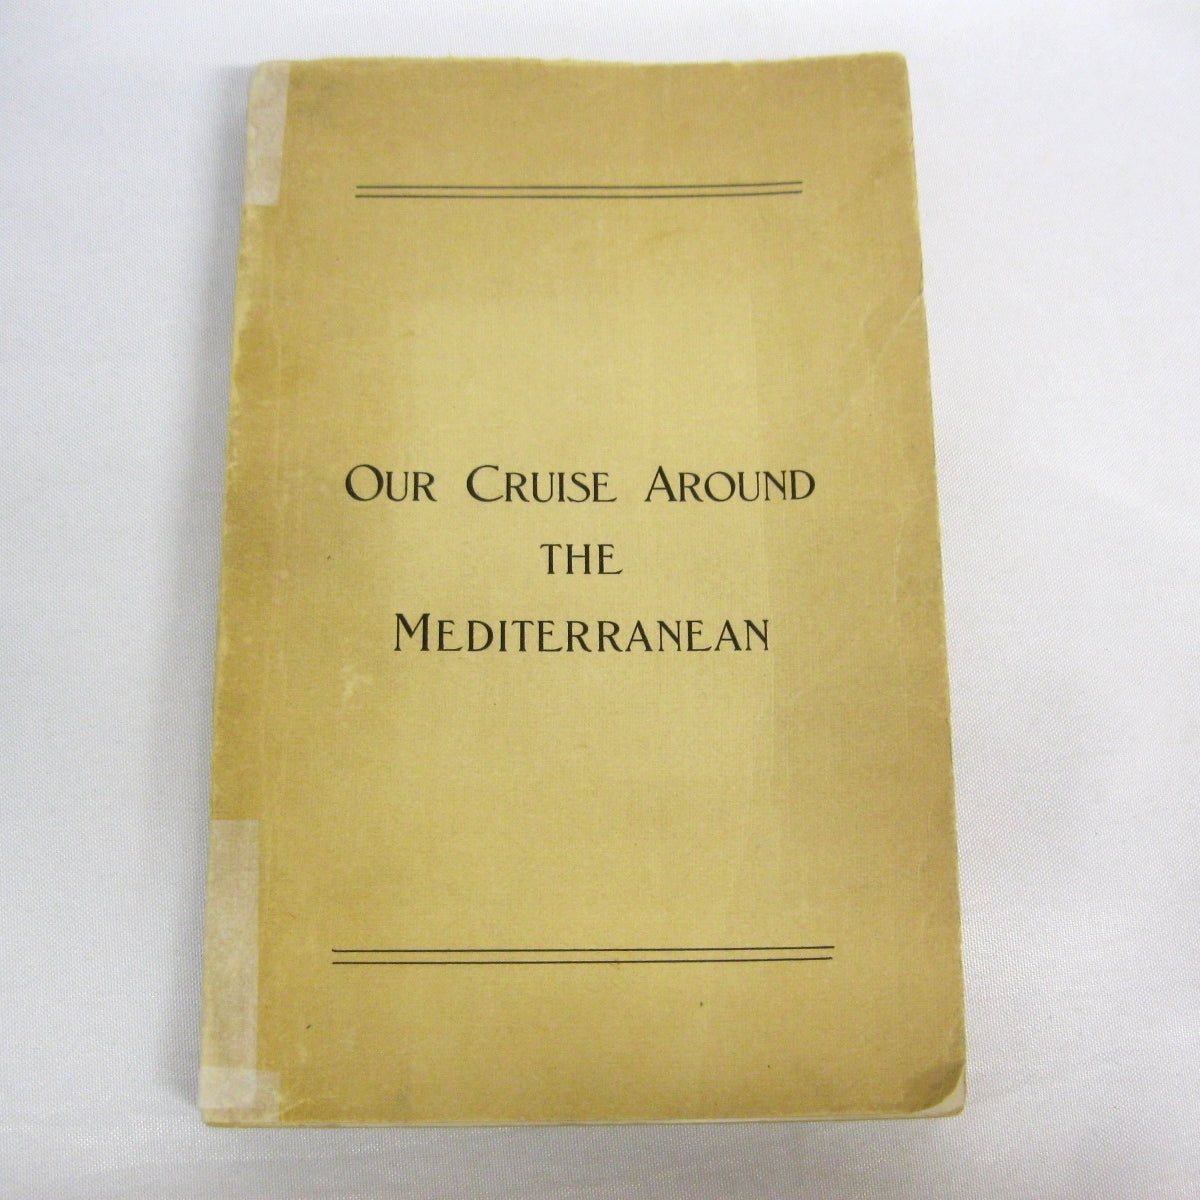 Our Cruise Around
the
Mediterranean